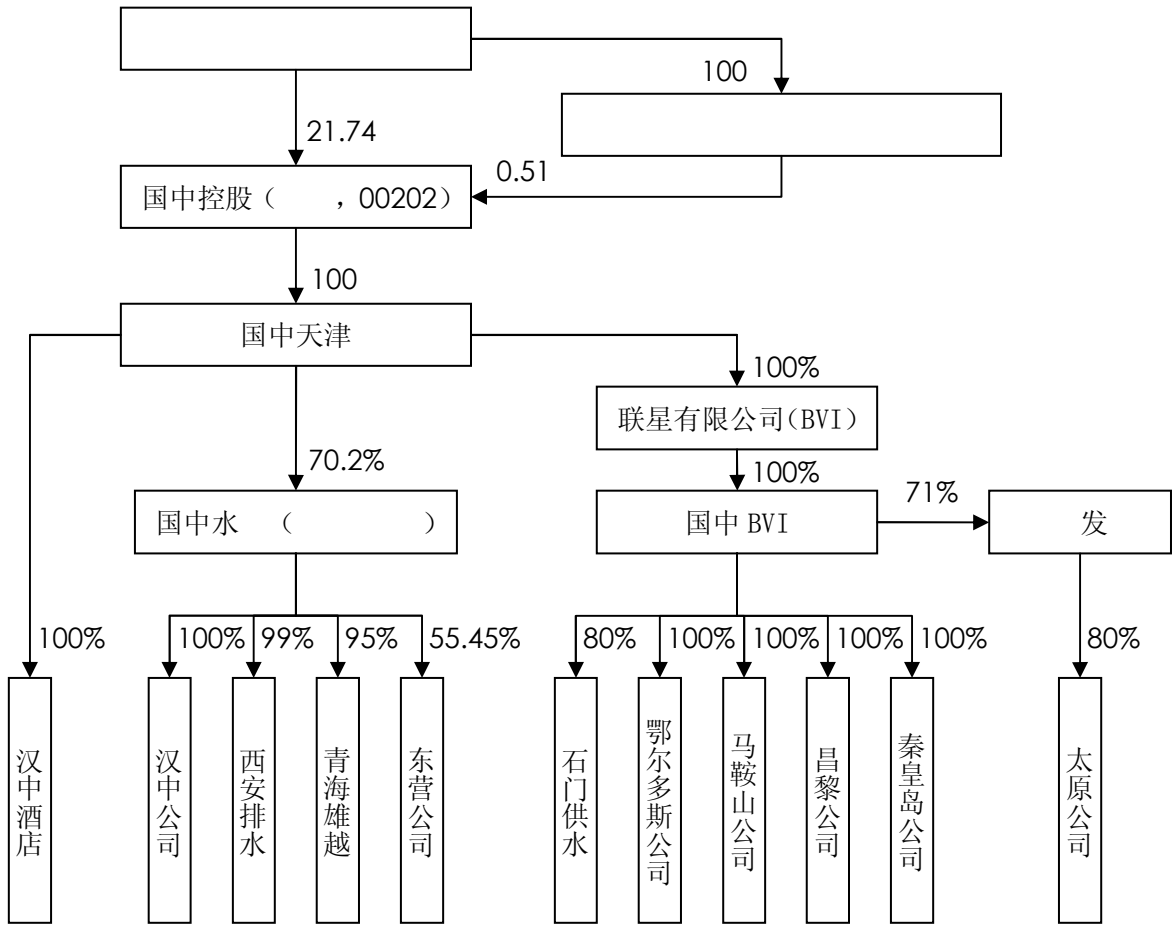 100
21.74
0.51
国中控股（ ，00202）
100
国中天津
100%
联星有限公司(BVI)
70.2%
100%
71%
国中水 （ ）
国中 BVI
发
100%
100%
99%
95%
55.45%
80%
100%
100%
100%
100%
80%
汉中酒店
汉中公司
西安排水
青海雄越
东营公司
石门供水
鄂尔多斯公司
马鞍山公司
昌黎公司
秦皇岛公司
太原公司